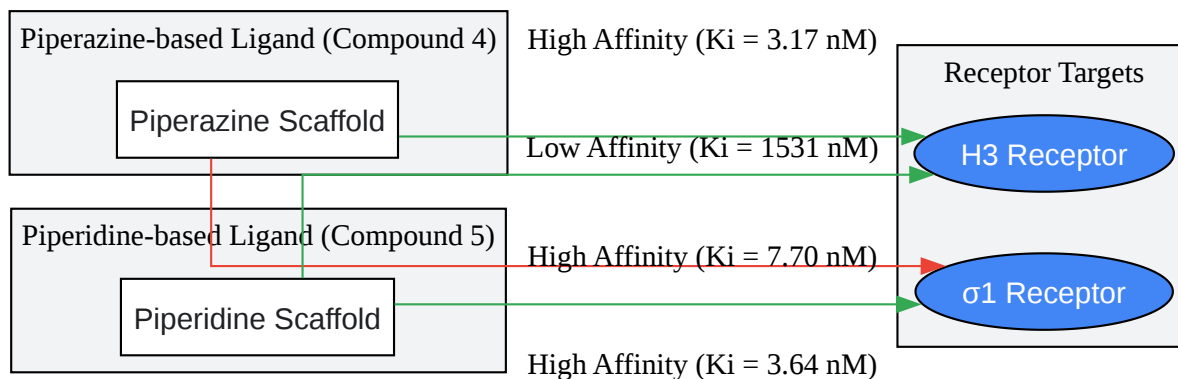 Piperazine-based Ligand (Compound 4)
Piperazine Scaffold
Piperidine-based Ligand (Compound 5)
Piperidine Scaffold
High Affinity (Ki = 3.17 nM)
Low Affinity (Ki = 1531 nM)
High Affinity (Ki = 7.70 nM)
High Affinity (Ki = 3.64 nM)
Receptor Targets
H3 Receptor
σ1 Receptor